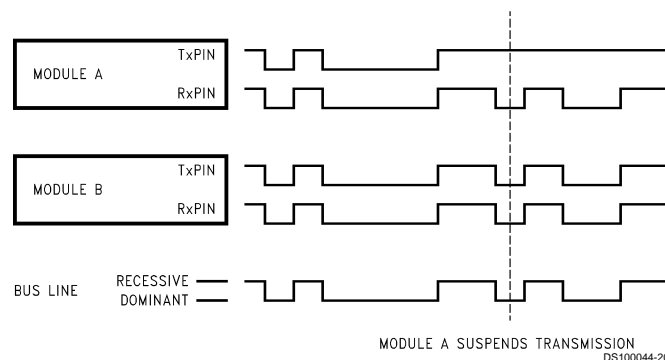 TxPIN
MODULE A
RxPIN
TxPIN
MODULE B
RxPIN
BUS LINE
RECESSIVE
DOMINANT
MODULE A SUSPENDS TRANSMISSION